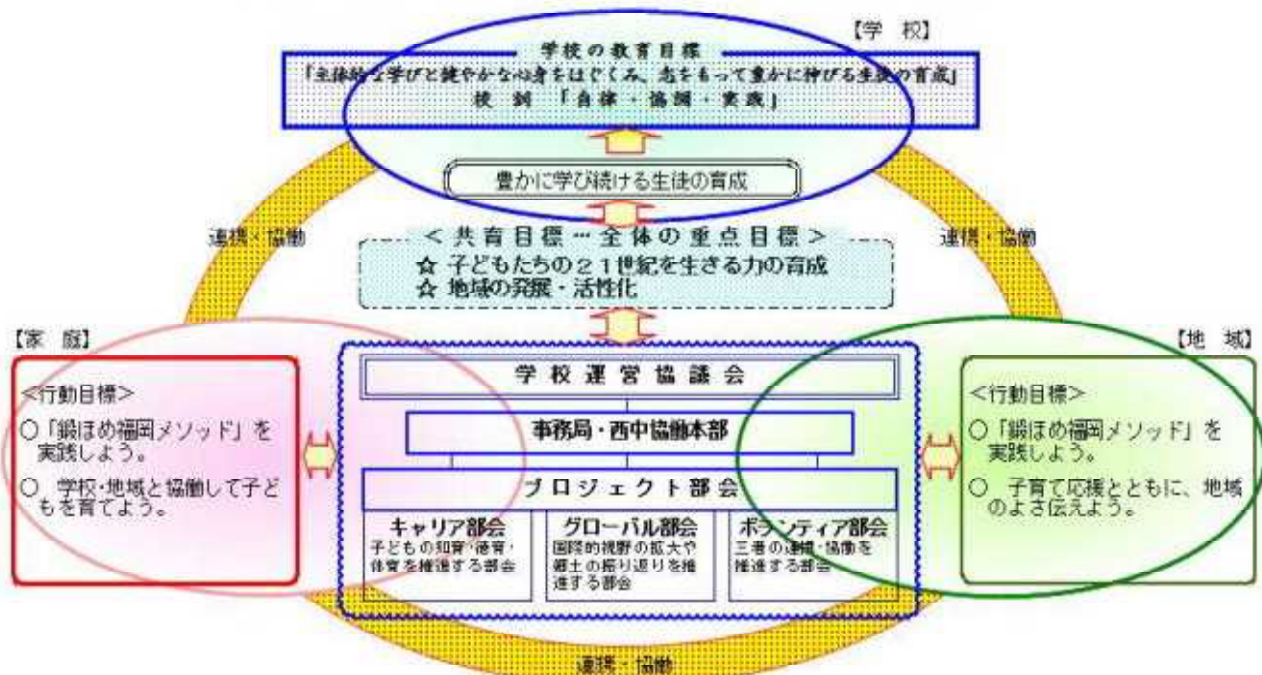 【学 校】
学校の教育目標
「主体的な学びと健やかな心身をはぐくみ、志をもって豊かに伸びる生徒の育成」
校 訓 「自律・協調・実践」
豊かに学び続ける生徒の育成
連携・協働
連携・協働
＜共育目標…全体の重点目標＞
☆ 子どもたちの２１世紀を生きる力の育成
☆ 地域の発展・活性化
【家 庭】
＜行動目標＞
○「鍛ほめ福岡メソッド」を
実践しよう。
○ 学校・地域と協働して子ど
もを育てよう。
学校運営協議会
事務局・西中協働本部
プロジェクト部会
キャリア部会
子どもの知育・徳育・
体育を推進する部会
グローバル部会
国際的視野の拡大や
郷土の振り返りを推
進する部会
ボランティア部会
三者の連携・協働を
推進する部会
【地 域】
＜行動目標＞
○「鍛ほめ福岡メソッド」を
実践しよう。
○ 子育て応援とともに、地域
のよさ伝えよう。
連携・協働